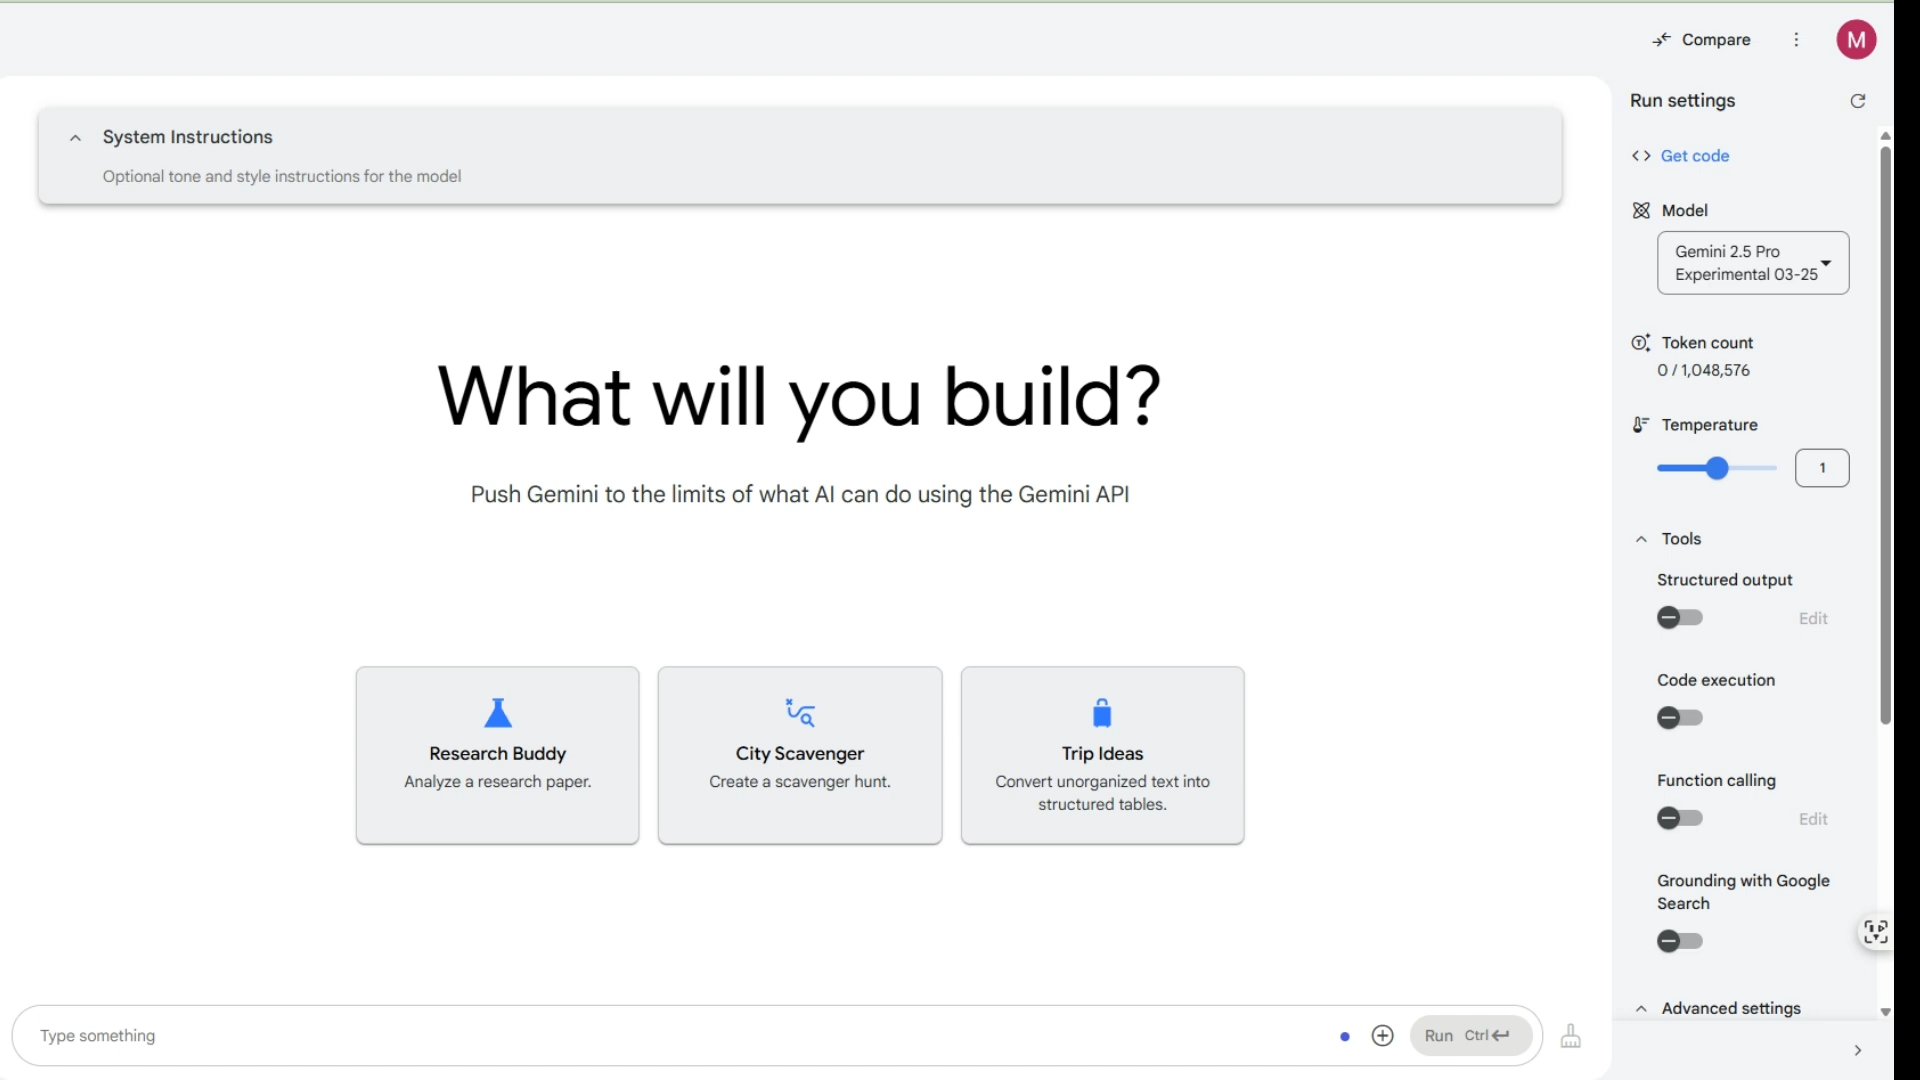 Compare
M
Run settings
System Instructions
Optional tone and style instructions for the model
Get code
Model
Gemini 2.5 Pro
Experimental 03-25
Token count
0 / 1,048,576
What will you build?
Temperature
1
Push Gemini to the limits of what AI can do using the Gemini API
Tools
Structured output
Edit
Code execution
Research Buddy
Analyze a research paper.
City Scavenger
Create a scavenger hunt.
Trip Ideas
Convert unorganized text into
structured tables.
Function calling
Edit
Grounding with Google
Search
Advanced settings
Type something
Run Ctrl